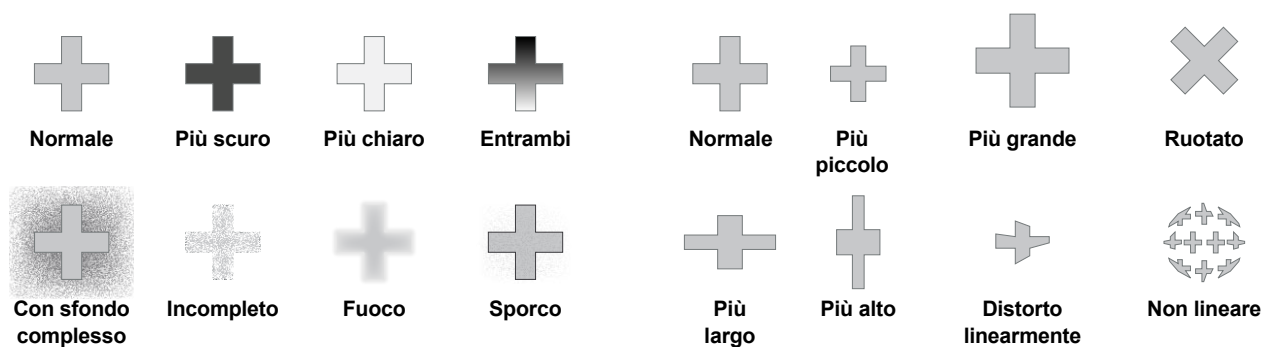 Normale
Più scuro
Più chiaro
Entrambi
Normale
Più
piccolo
Più grande
Ruotato
Con sfondo
complesso
Incompleto
Fuoco
Sporco
Più
largo
Più alto
Distorto
linearmente
Non lineare